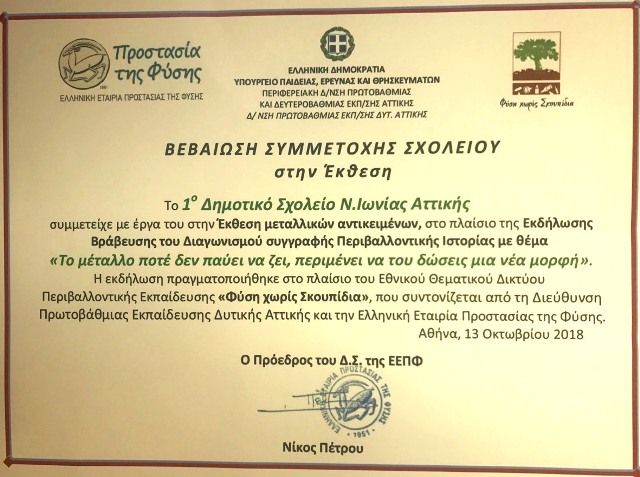 Προστασία
της Φύσης
ΕΛΛΗΝΙΚΗ ΕΤΑΙΡΙΑ ΠΡΟΣΤΑΣΙΑΣ ΤΗΣ ΦΥΣΗΣ
ΕΛΛΗΝΙΚΗ ΔΗΜΟΚΡΑΤΙΑ
ΥΠΟΥΡΓΕΙΟ ΠΑΙΔΕΙΑΣ, ΕΡΕΥΝΑΣ ΚΑΙ ΘΡΗΣΚΕΥΜΑΤΩΝ
ΠΕΡΙΦΕΡΕΙΑΚΗ Δ/ΝΣΗ ΠΡΩΤΟΒΑΘΜΙΑΣ
ΚΑΙ ΔΕΥΤΕΡΟΒΑΘΜΙΑΣ ΕΚΠ/ΣΗΣ ΑΤΤΙΚΗΣ
Δ/ ΝΣΗ ΠΡΩΤΟΒΑΘΜΙΑΣ ΕΚΠ/ΣΗΣ ΔΥΤ. ΑΤΤΙΚΗΣ
Φύση χωρίς Σκουπίδια
ΒΕΒΑΙΩΣΗ ΣΥΜΜΕΤΟΧΗΣ ΣΧΟΛΕΙΟΥ
στην Έκθεση
Το 1ο Δημοτικό Σχολείο Ν.Ιωνίας Αττικής
συμμετείχε με έργα του στην Έκθεση μεταλλικών αντικειμένων, στο πλαίσιο της Εκδήλωσης
Βράβευσης του Διαγωνισμού συγγραφής Περιβαλλοντικής Ιστορίας με θέμα
«Το μέταλλο ποτέ δεν παύει να ζει, περιμένει να του δώσεις μια νέα μορφή».
Η εκδήλωση πραγματοποιήθηκε στο πλαίσιο του Εθνικού Θεματικού Δικτύου
Περιβαλλοντικής Εκπαίδευσης «Φύση χωρίς Σκουπίδια», που συντονίζεται από τη Διεύθυνση
Πρωτοβάθμιας Εκπαίδευσης Δυτικής Αττικής και την Ελληνική Εταιρία Προστασίας της Φύσης.
Αθήνα, 13 Οκτωβρίου 2018
Ο Πρόεδρος του Δ.Σ. της ΕΕΠΦ
ΕΛΛΗΝΙΚΗ ΕΤΑΙΡΙΑ ΠΡΟΣΤΑΣΙΑΣ ΤΗΣ ΦΥΣΗΣ
1951
Νίκος Πέτρου